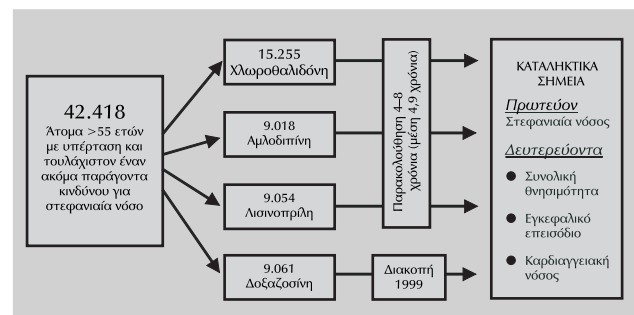 42.418
Άτομα >55 ετών
με υπέρταση και
τουλάχιστον έναν
ακόμα παράγοντα
κινδύνου για
στεφανιαία νόσο
15.255
Χλωροθαλιδόνη
9.018
Αμλοδιπίνη
9.054
Λισινοπρίλη
9.061
Δοξαζοσίνη
Παρακολούθηση 4–8
χρόνια (μέση 4,9 χρόνια)
Διακοπή
1999
ΚΑΤΑΛΗΚΤΙΚΑ
ΣΗΜΕΙΑ
Πρωτεύον
Στεφανιαία νόσος
Δευτερεύοντα
● Συνολική
θνησιμότητα
● Εγκεφαλικό
επεισόδιο
● Καρδιαγγειακή
νόσος